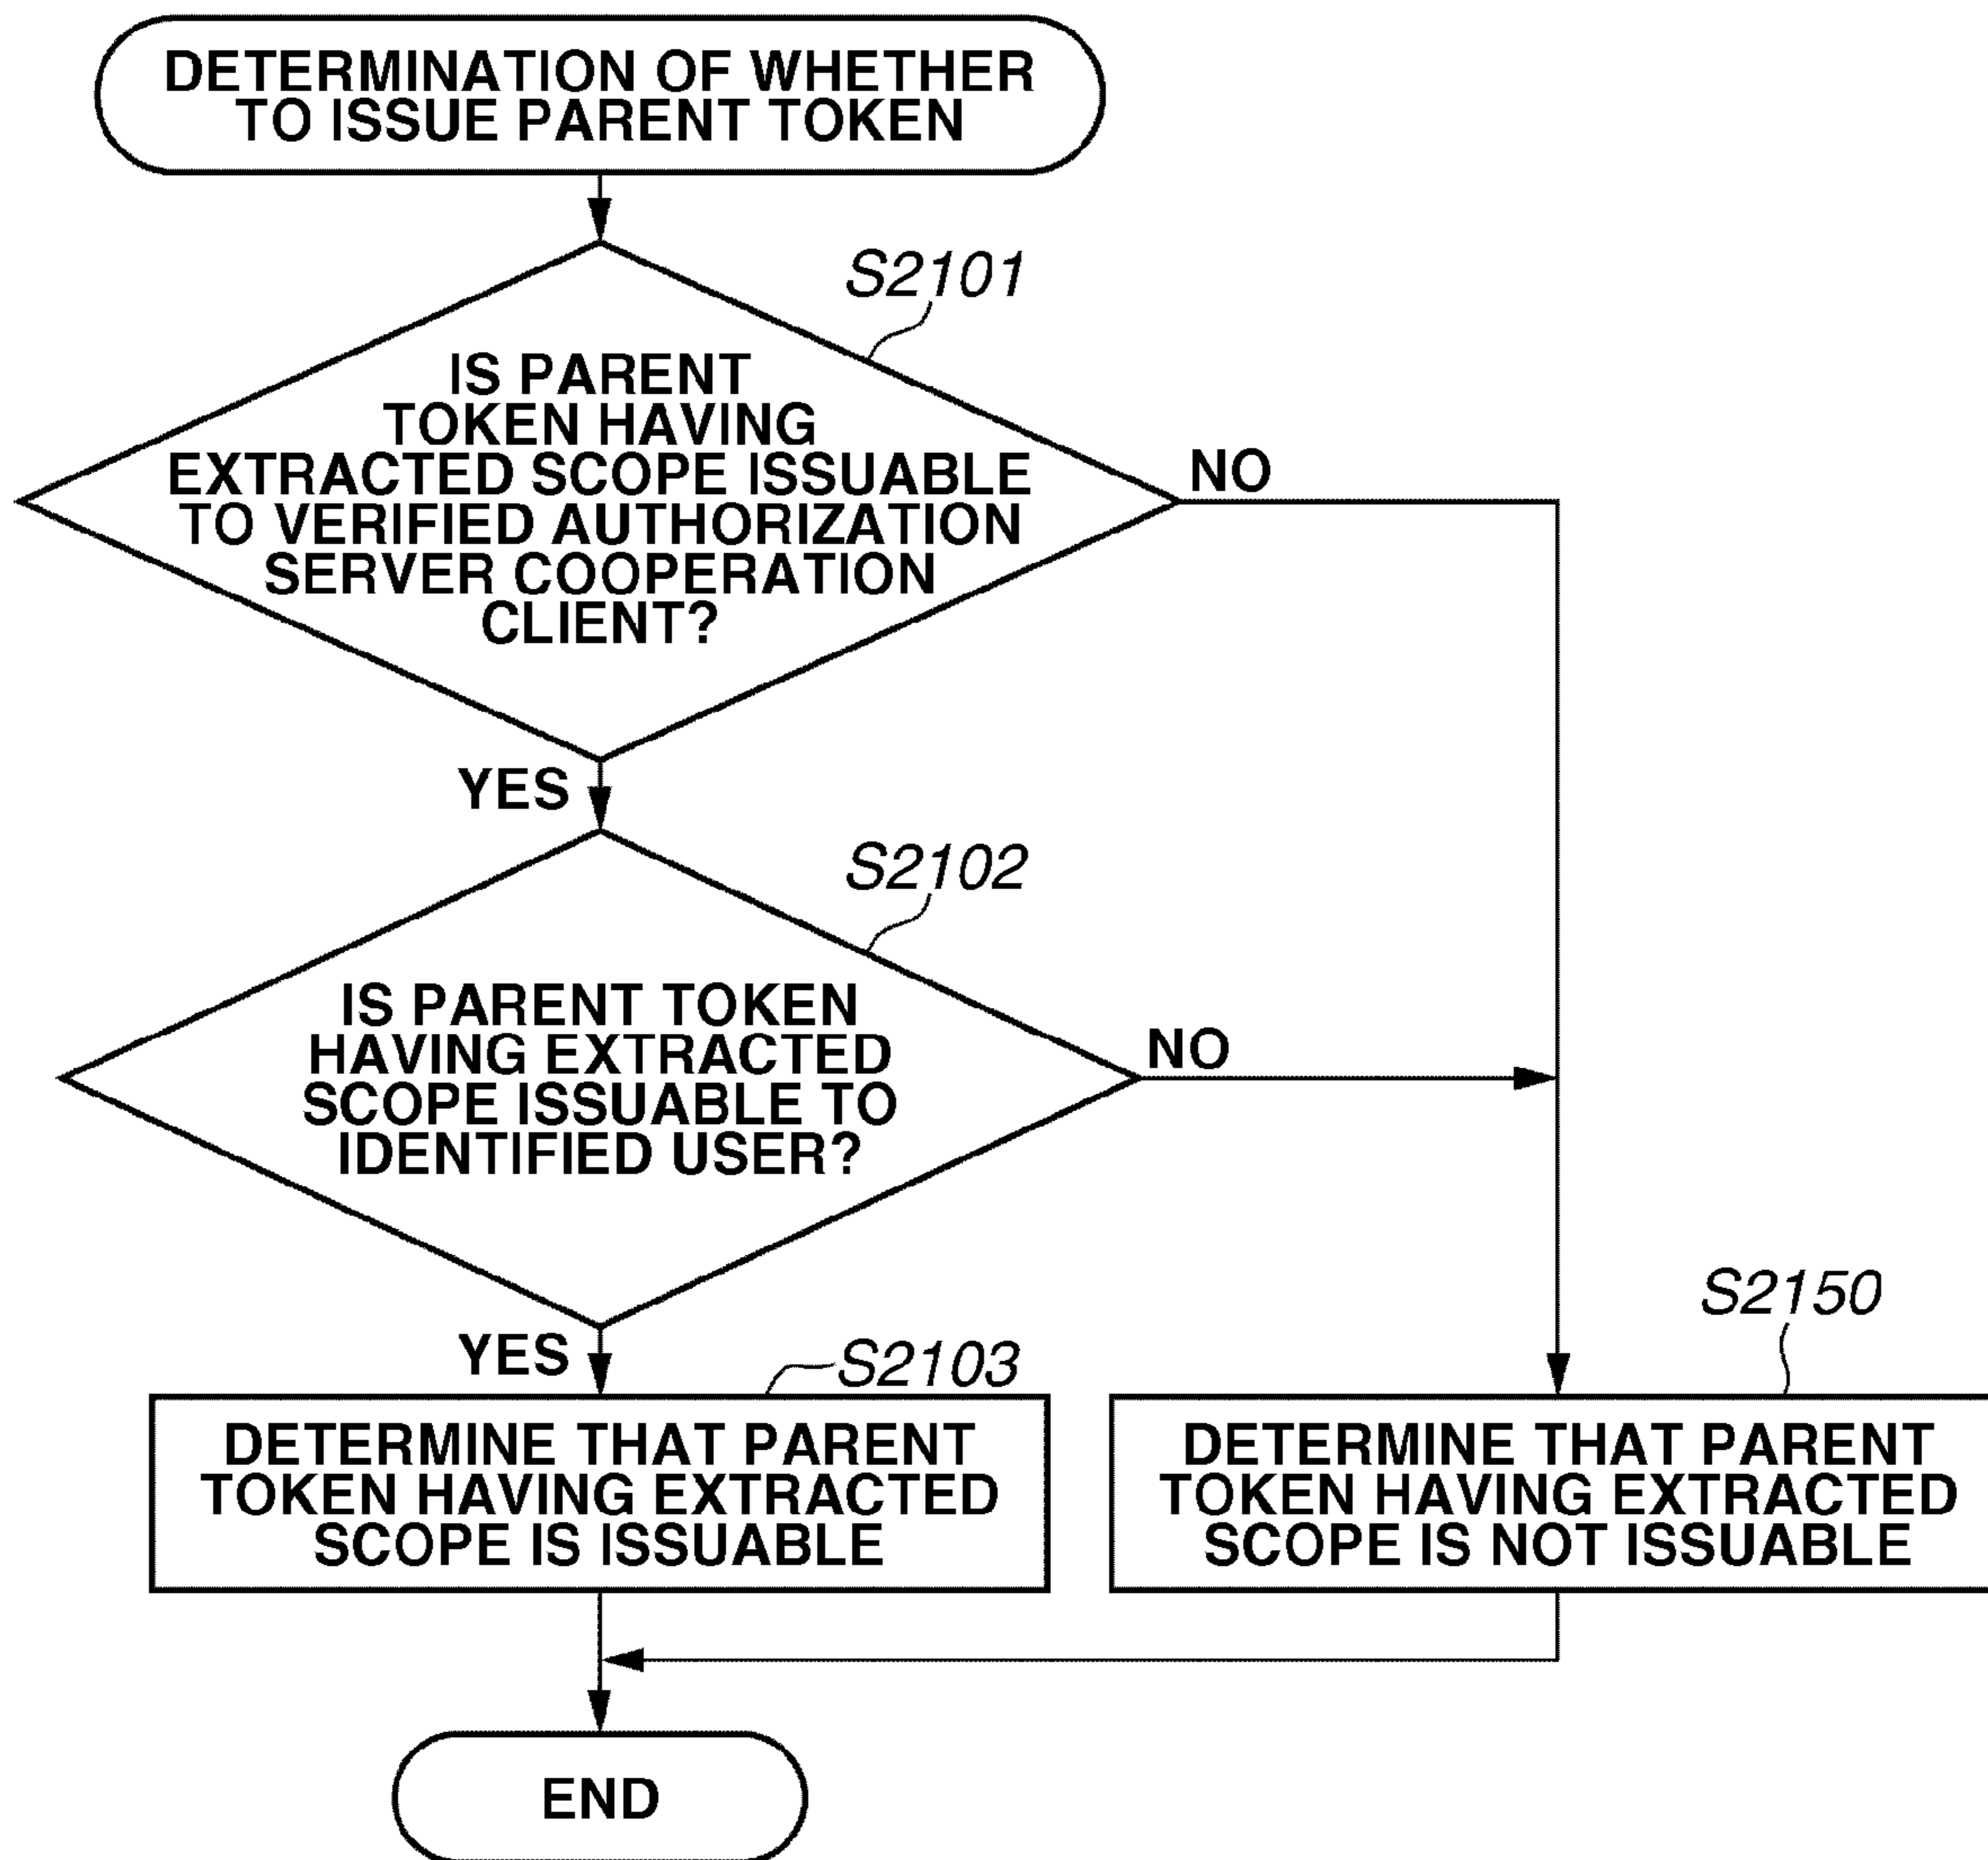 DETERMINATION OF WHETHER
TO ISSUE PARENT TOKEN
S2101
IS PARENT
TOKEN HAVING
EXTRACTED SCOPE ISSUABLE
TO VERIFIED AUTHORIZATION
SERVER COOPERATION
CLIENT?
NO
YES
S2102
IS PARENT TOKEN
HAVING EXTRACTED
SCOPE ISSUABLE TO
IDENTIFIED USER?
NO
YES
S2103
DETERMINE THAT PARENT
TOKEN HAVING EXTRACTED
SCOPE IS ISSUABLE
S2150
DETERMINE THAT PARENT
TOKEN HAVING EXTRACTED
SCOPE IS NOT ISSUABLE
END